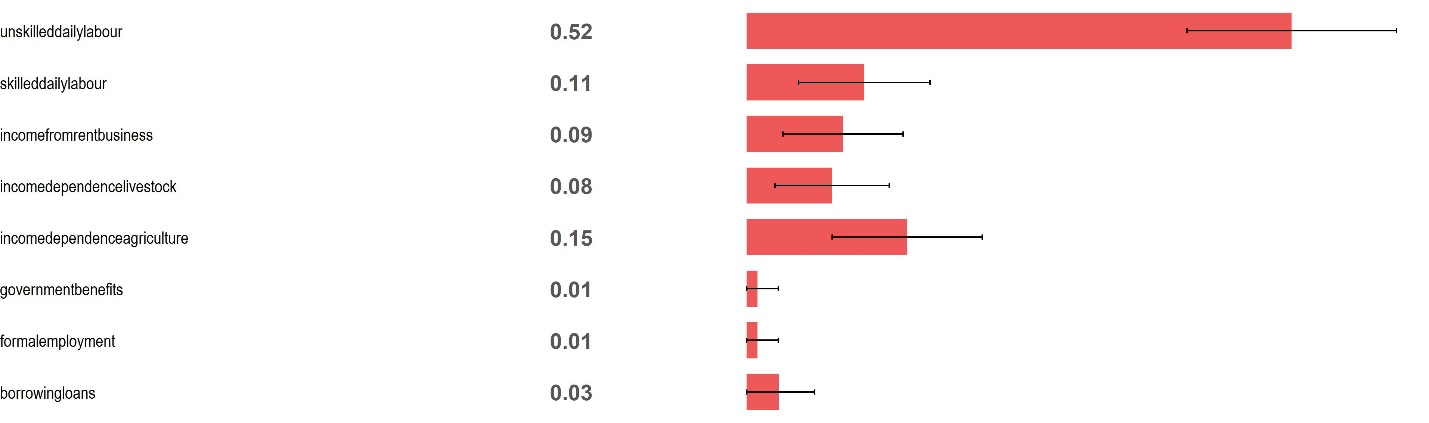 unskilleddailylabour 0.52
skilleddailylabour 0.11
incomefromrentbusiness 0.09
incomedependencelivestock 0.08
incomedependenceagriculture 0.15
governmentbenefits 0.01
formalemployment 0.01
borrowingloans 0.03